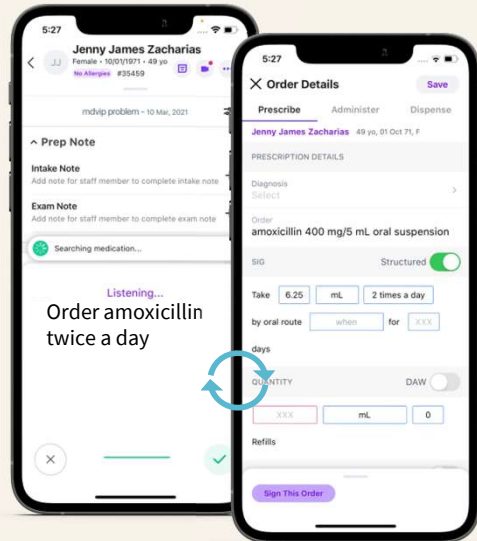 5:27
Jenny James Zacharias
JJ
Female • 10/01/1971 • 49 yo
No Allergies #35459
mdvip problem – 10 Mar, 2021
Prep Note
Intake Note
Add note for staff member to complete intake note
Exam Note
Add note for staff member to complete exam note
Searching medication...
Listening...
Order amoxicillin
twice a day
5:27
Order Details
Save
Prescribe Administer Dispense
Jenny James Zacharias 49 yo, 01 Oct 71, F
PRESCRIPTION DETAILS
Diagnosis
Select
Order
amoxicillin 400 mg/5 mL oral suspension
SIG Structured
Take 6.25 mL 2 times a day
by oral route when for XXX
days
QUANTITY DAW
XXX mL 0
Refills
Sign This Order